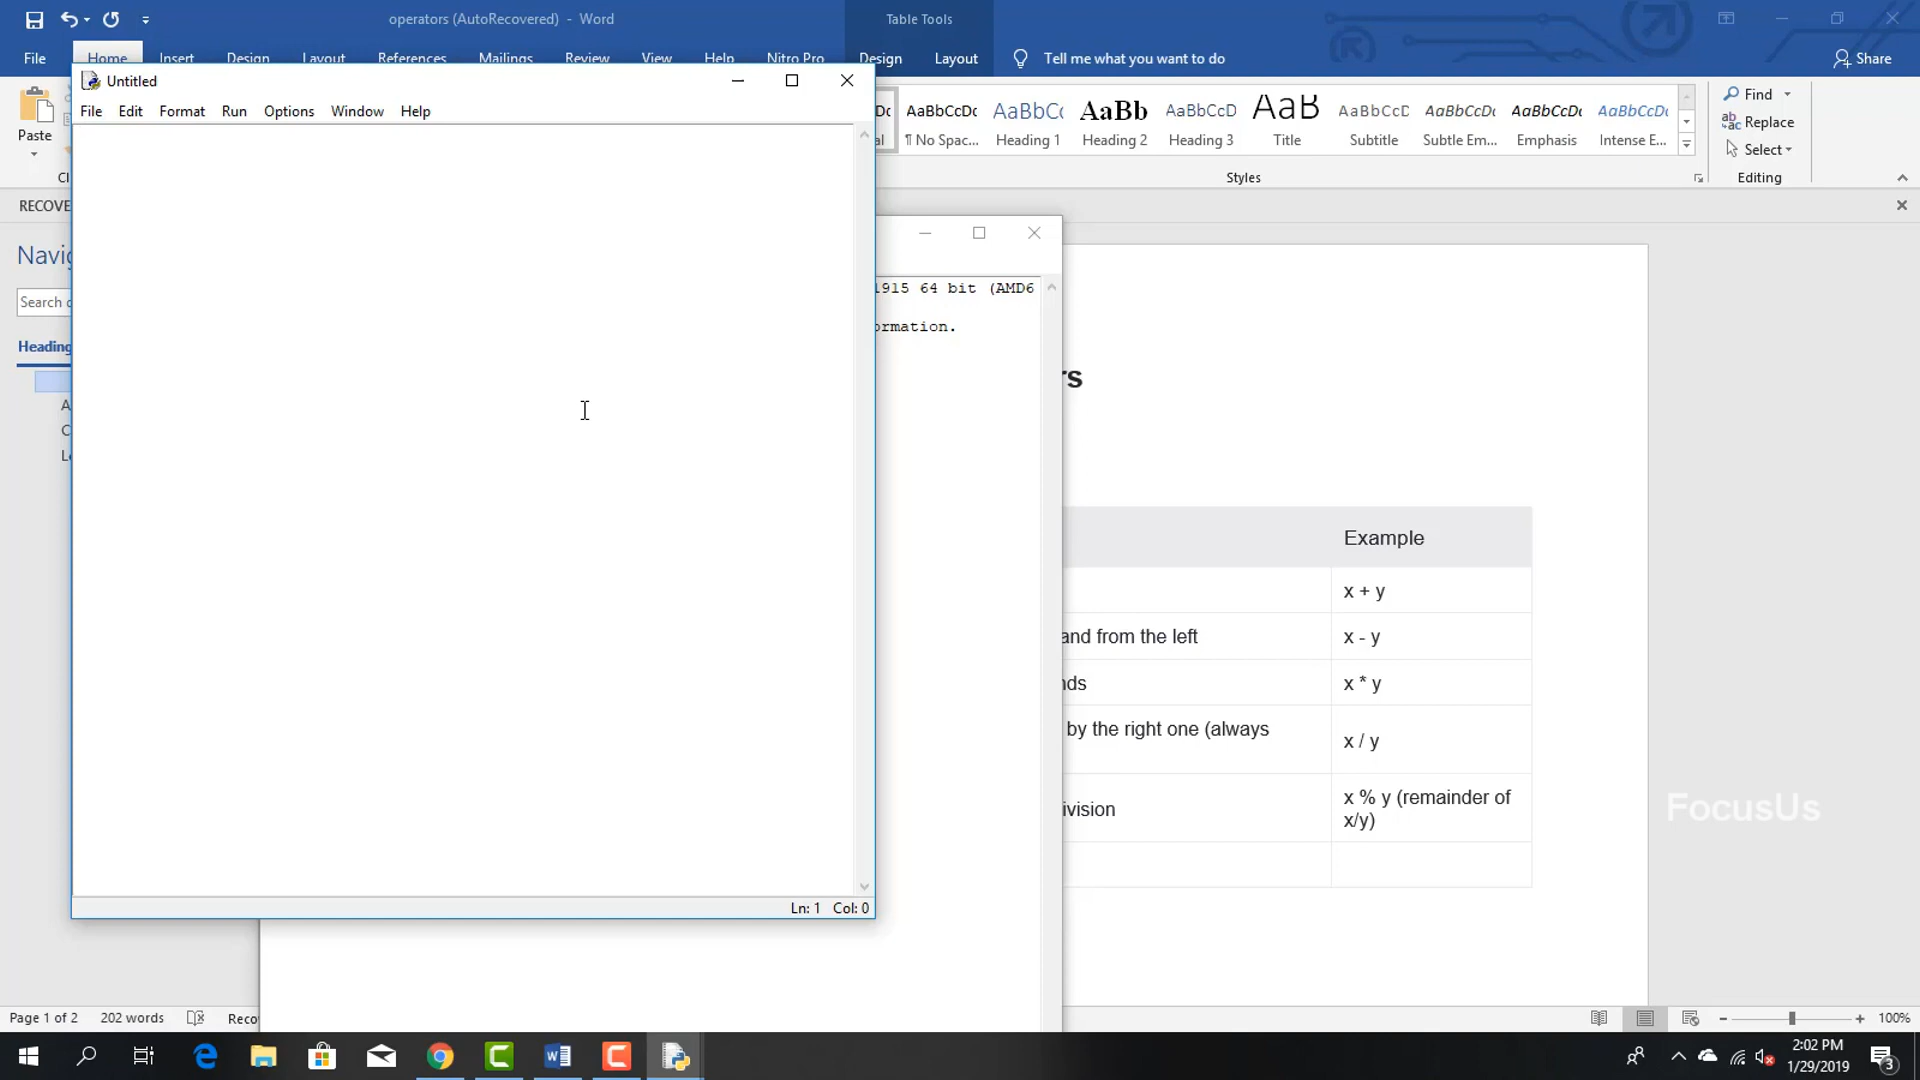 operators (AutoRecovered) - Word
Table Tools
File Home Insert Design Layout References Mailings Review View Help Nitro Pro Design Layout Tell me what you want to do Share
Untitled
File Edit Format Run Options Window Help
Paste
AaBbCcDc AaBbCc AaBb AaBbCcD AaB AaBbCcD AaBbCcDc AaBbCcDc AaBbCcDc
¶ No Spac... Heading 1 Heading 2 Heading 3 Title Subtitle Subtle Em... Emphasis Intense E...
Find
Replace
Select
Styles
Editing
RECOVE
Navig
Search
Heading
1915 64 bit (AMD6
ormation.
rs
Example
x + y
and from the left
x - y
nds
x * y
by the right one (always
x / y
ivision
x % y (remainder of
x/y)
FocusUs
Ln: 1 Col: 0
Page 1 of 2 202 words Reco
100%
2:02 PM
1/29/2019
3